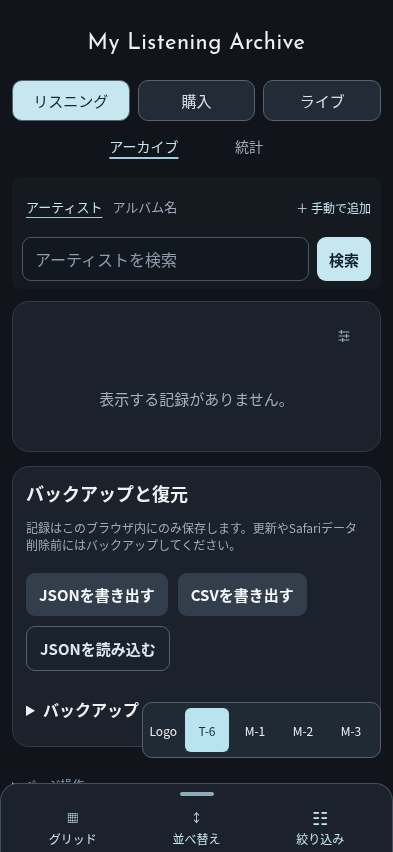 My Listening Archive
リスニング 購入 ライブ
アーカイブ 統計
アーティスト アルバム名 ＋ 手動で追加
アーティストを検索 検索
表示する記録がありません。
バックアップと復元
記録はこのブラウザ内にのみ保存します。更新やSafariデータ
削除前にはバックアップしてください。
JSONを書き出す CSVを書き出す
JSONを読み込む
バックアップ
Logo T-6 M-1 M-2 M-3
グリッド 並べ替え 絞り込み